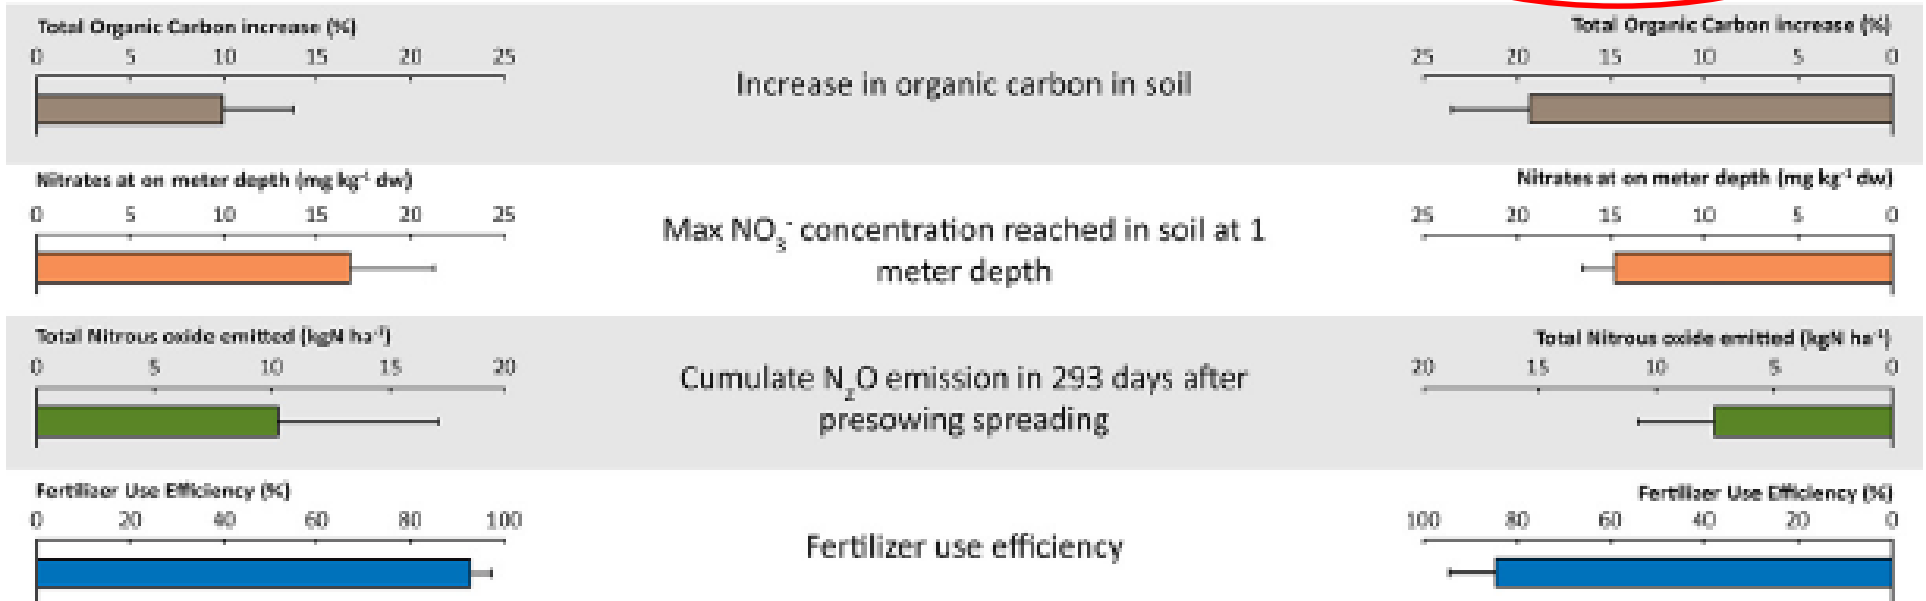 Total Organic Carbon increase (%)
0 5 10 15 20 25
Increase in organic carbon in soil
Total Organic Carbon increase (%)
25 20 15 10 5 0
Nitrates at on meter depth (mg kg⁻¹ dw)
0 5 10 15 20 25
Max NO₃⁻ concentration reached in soil at 1
meter depth
Nitrates at on meter depth (mg kg⁻¹ dw)
25 20 15 10 5 0
Total Nitrous oxide emitted (kgN ha⁻¹)
0 5 10 15 20
Cumulate N₂O emission in 293 days after
presowing spreading
Total Nitrous oxide emitted (kgN ha⁻¹)
20 15 10 5 0
Fertilizer Use Efficiency (%)
0 20 40 60 80 100
Fertilizer use efficiency
Fertilizer Use Efficiency (%)
100 80 60 40 20 0